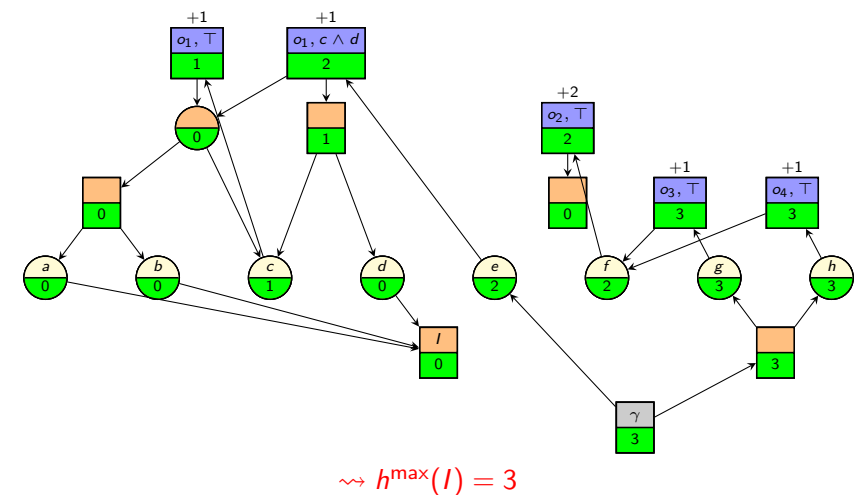 +1 +1
o₁, ⊤ o₁, c ∧ d
1 2
+2
o₂, ⊤
0 1 2
+1 +1
o₃, ⊤ o₄, ⊤
0 0 3 3
a b c d e f g h
0 0 1 0 2 2 3 3
I
0 3
γ
3
⇝ hᵐᵃˣ(I) = 3